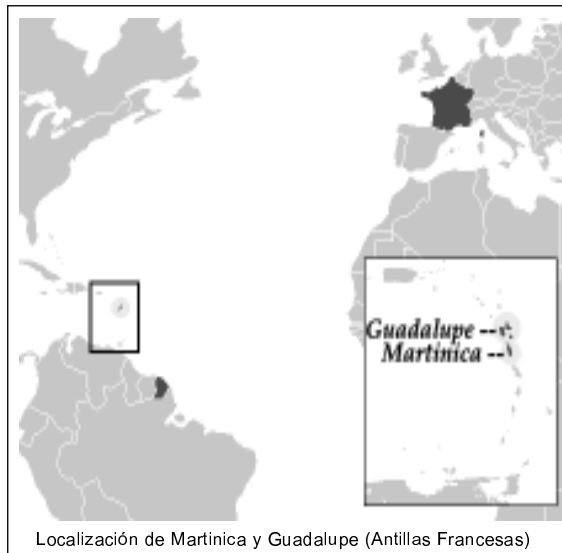 Guadalupe --
Martinica --
Localización de Martinica y Guadalupe (Antillas Francesas)